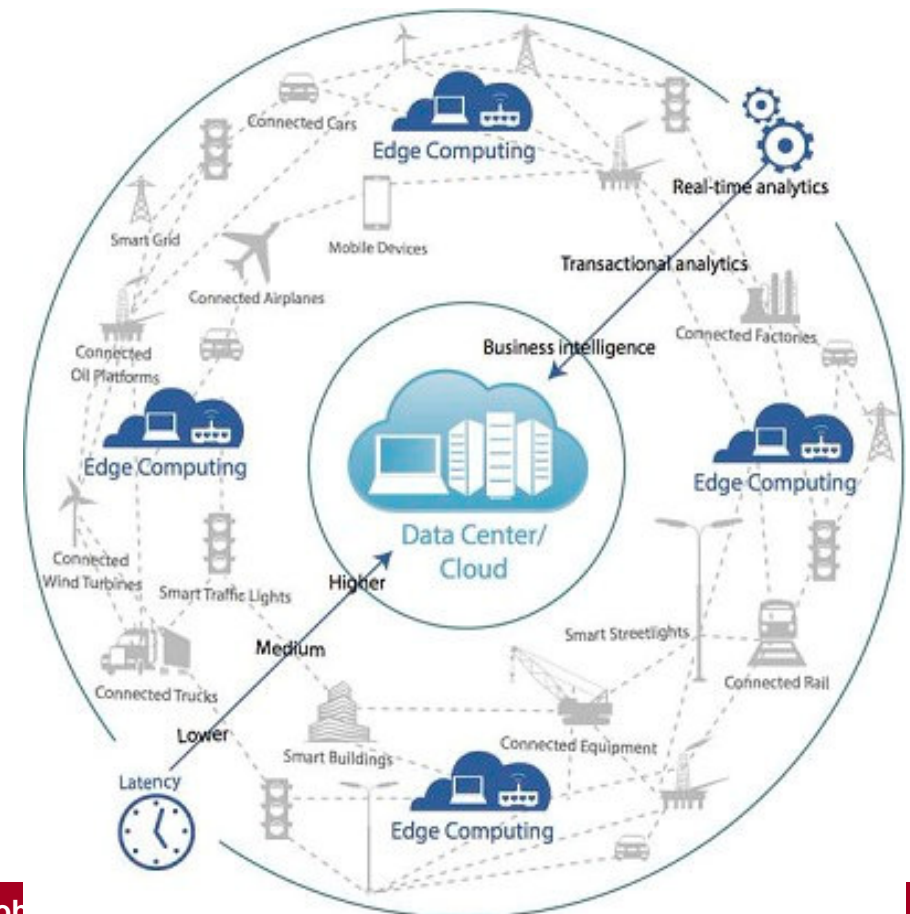 Connected Cars
Edge Computing
Real-time analytics
Smart Grid
Mobile Devices
Transactional analytics
Connected Airplanes
Connected Factories
Connected
Oil Platforms
Business intelligence
Edge Computing
Edge Computing
Data Center/
Cloud
Connected
Wind Turbines
Smart Traffic Lights
Higher
Smart Streetlights
Medium
Connected Rail
Connected Trucks
Lower
Smart Buildings
Connected Equipment
Latency
Edge Computing